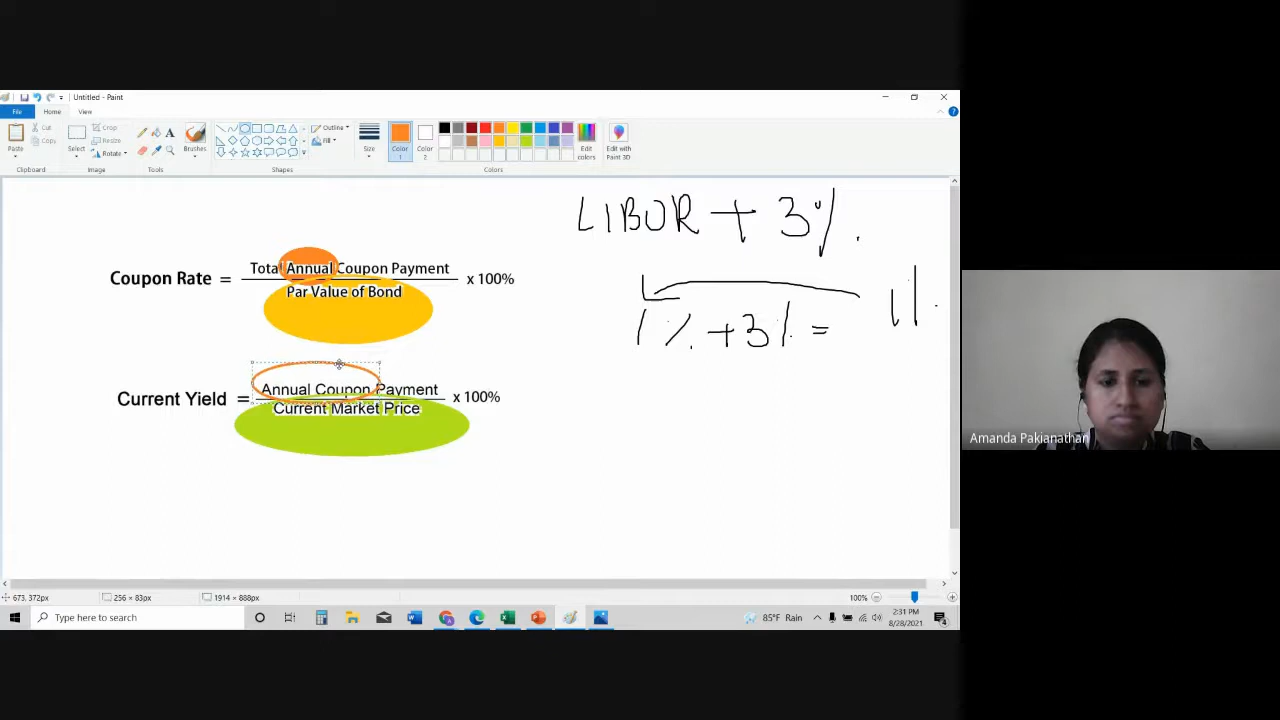 Untitled - Paint
File Home View
Cut
Crop
Copy
Resize
Rotate
Outline
Fill
Paste
Select
Brushes
Size
Color 1
Color 2
Edit colors
Edit with Paint 3D
Clipboard
Image
Tools
Shapes
Colors
LIBOR + 3%.
Coupon Rate = Total Annual Coupon Payment
Par Value of Bond
x 100%
1%. + 3%. =
Current Yield = Annual Coupon Payment
Current Market Price
x 100%
Amanda Pakianathan
673, 372px
256 × 83px
1914 × 888px
100%
Type here to search
85°F Rain
2:31 PM
8/28/2021
4